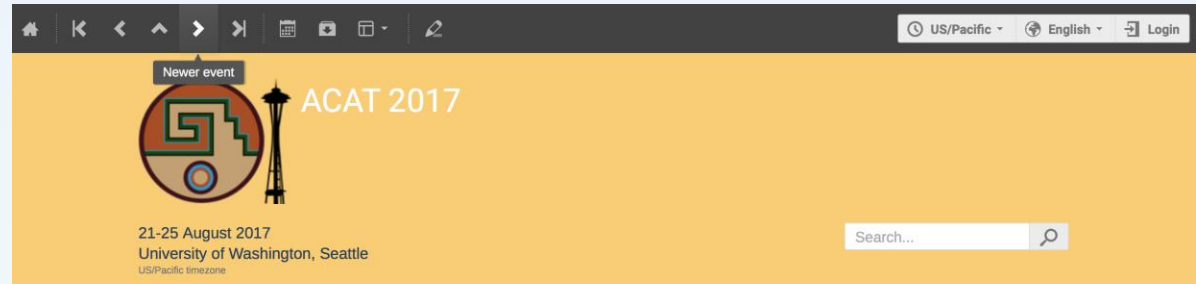 US/Pacific
English
Login
Newer event
ACAT 2017
21-25 August 2017
University of Washington, Seattle
US/Pacific timezone
Search...